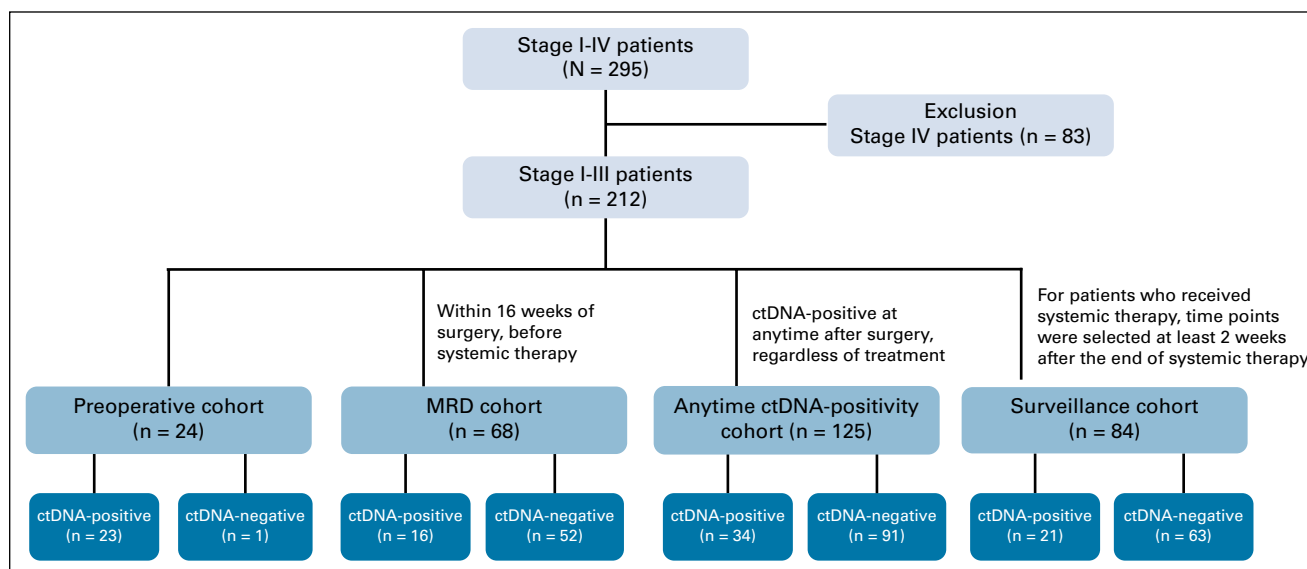 Stage I-IV patients
(N = 295)
Exclusion
Stage IV patients (n = 83)
Stage I-III patients
(n = 212)
Within 16 weeks of
surgery, before
systemic therapy
ctDNA-positive at
anytime after surgery,
regardless of treatment
For patients who received
systemic therapy, time points
were selected at least 2 weeks
after the end of systemic therapy
Preoperative cohort
(n = 24)
MRD cohort
(n = 68)
Anytime ctDNA-positivity
cohort (n = 125)
Surveillance cohort
(n = 84)
ctDNA-positive
(n = 23)
ctDNA-negative
(n = 1)
ctDNA-positive
(n = 16)
ctDNA-negative
(n = 52)
ctDNA-positive
(n = 34)
ctDNA-negative
(n = 91)
ctDNA-positive
(n = 21)
ctDNA-negative
(n = 63)